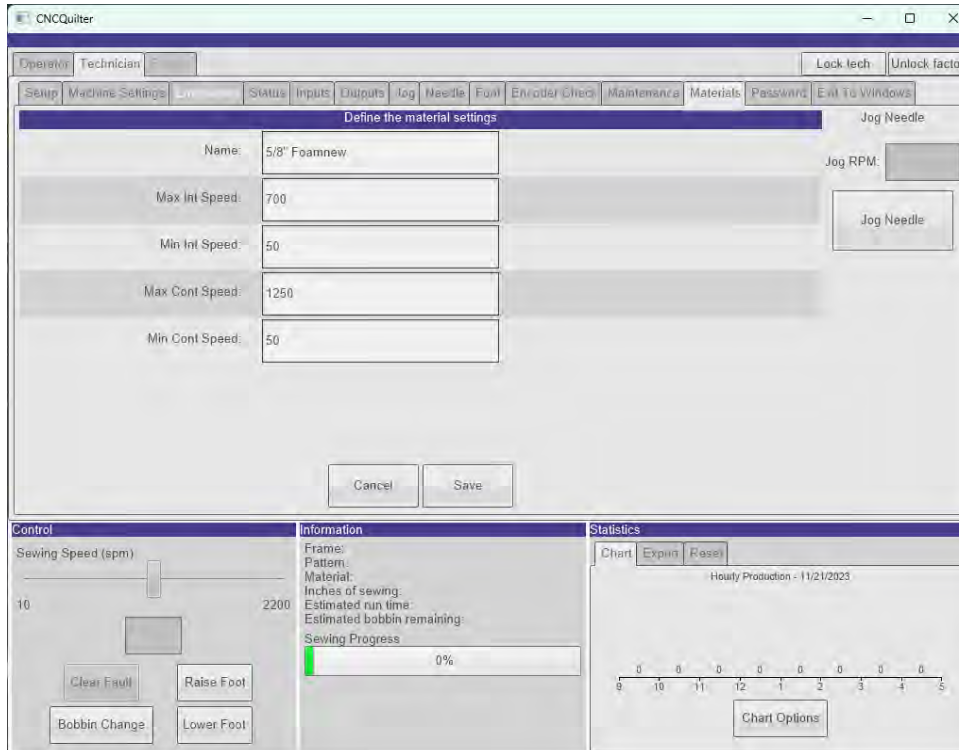 CNCQuilter
Operator Technician
Lock tech Unlock facto
Setup Machine Settings Status Inputs Outputs Jog Needle Font Encoder Check Maintenance Materials Password Exit To Windows
Define the material settings
Jog Needle
Name: 5/8" Foamnew
Jog RPM:
Max Int Speed: 700
Jog Needle
Min Int Speed: 50
Max Cont Speed: 1250
Min Cont Speed: 50
Cancel Save
Control
Sewing Speed (spm)
10 2200
Clear Fault Raise Foot
Bobbin Change Lower Foot
Information
Frame:
Pattern:
Material:
Inches of sewing:
Estimated run time:
Estimated bobbin remaining:
Sewing Progress
0%
Statistics
Chart Export Reset
Hourly Production - 11/21/2023
0 0 0 0 0 0 0 0
9 10 11 12 1 2 3 4 5
Chart Options